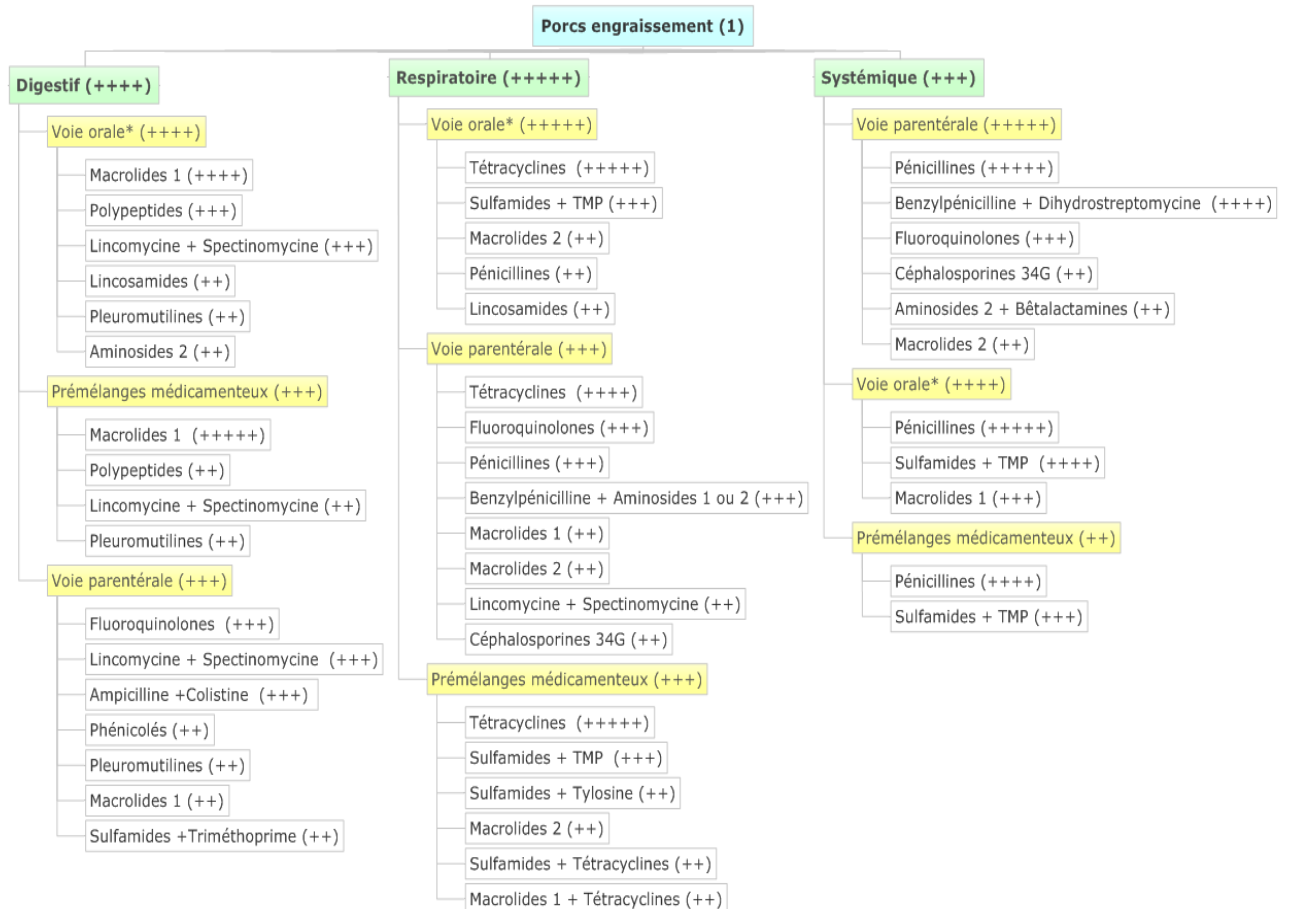 Porcs engraissement (1)
Digestif (++++)
Voie orale* (++++)
Macrolides 1 (++++)
Polypeptides (+++)
Lincomycine + Spectinomycine (+++)
Lincosamides (++)
Pleuromutilines (++)
Aminosides 2 (++)
Prémélanges médicamenteux (+++)
Macrolides 1 (+++++)
Polypeptides (++)
Lincomycine + Spectinomycine (++)
Pleuromutilines (++)
Voie parentérale (+++)
Fluoroquinolones (+++)
Lincomycine + Spectinomycine (+++)
Ampicilline +Colistine (+++)
Phénicolés (++)
Pleuromutilines (++)
Macrolides 1 (++)
Sulfamides +Triméthoprime (++)
Respiratoire (+++++)
Voie orale* (+++++)
Tétracyclines (+++++)
Sulfamides + TMP (+++)
Macrolides 2 (++)
Pénicillines (++)
Lincosamides (++)
Voie parentérale (+++)
Tétracyclines (++++)
Fluoroquinolones (+++)
Pénicillines (+++)
Benzylpénicilline + Aminosides 1 ou 2 (+++)
Macrolides 1 (++)
Macrolides 2 (++)
Lincomycine + Spectinomycine (++)
Céphalosporines 34G (++)
Prémélanges médicamenteux (+++)
Tétracyclines (+++++)
Sulfamides + TMP (+++)
Sulfamides + Tylosine (++)
Macrolides 2 (++)
Sulfamides + Tétracyclines (++)
Macrolides 1 + Tétracyclines (++)
Systémique (+++)
Voie parentérale (+++++)
Pénicillines (+++++)
Benzylpénicilline + Dihydrostreptomycine (++++)
Fluoroquinolones (+++)
Céphalosporines 34G (++)
Aminosides 2 + Bêtalactamines (++)
Macrolides 2 (++)
Voie orale* (++++)
Pénicillines (+++++)
Sulfamides + TMP (++++)
Macrolides 1 (+++)
Prémélanges médicamenteux (++)
Pénicillines (++++)
Sulfamides + TMP (+++)